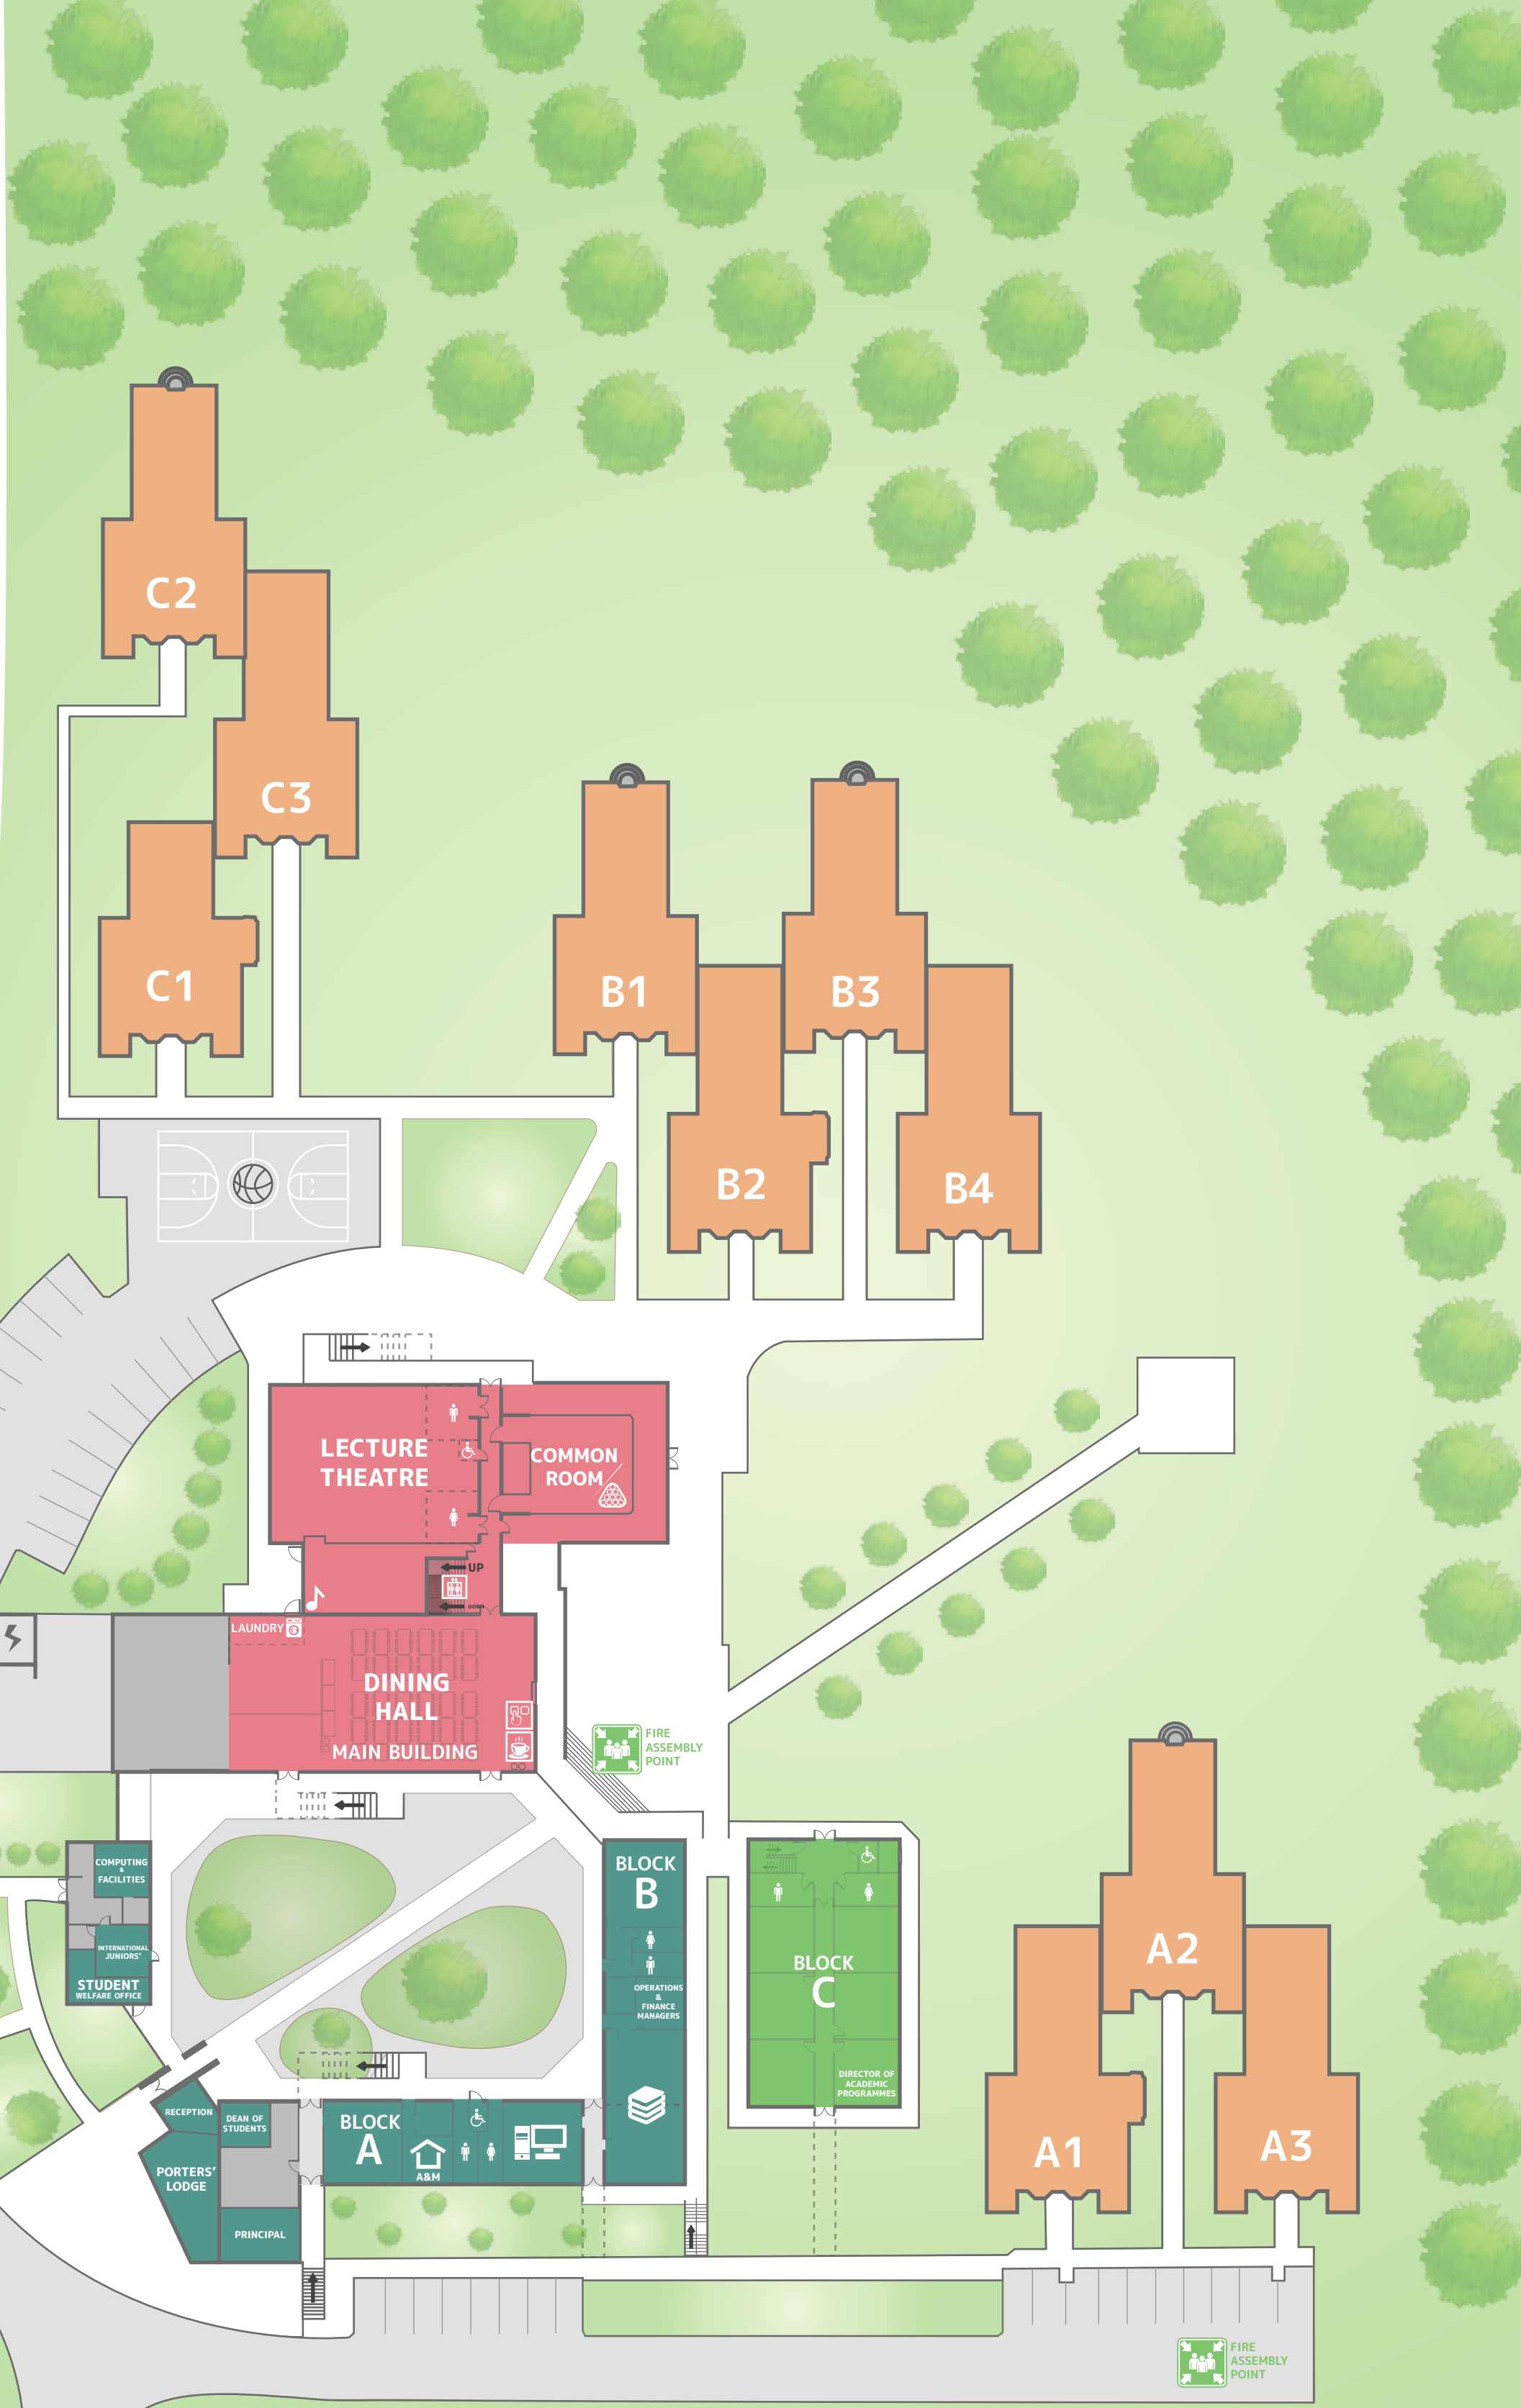 C2
C3
C1
B1
B3
B2
B4
LECTURE
THEATRE
COMMON
ROOM
UP
DOWN
LAUNDRY
DINING
HALL
MAIN BUILDING
FIRE
ASSEMBLY
POINT
COMPUTING
&
FACILITIES
INTERNATIONAL
JUNIORS'
STUDENT
WELFARE OFFICE
BLOCK
B
OPERATIONS
&
FINANCE
MANAGERS
BLOCK
C
DIRECTOR OF
ACADEMIC
PROGRAMMES
A2
A1
A3
RECEPTION
DEAN OF
STUDENTS
BLOCK
A
A&M
PORTERS'
LODGE
PRINCIPAL
FIRE
ASSEMBLY
POINT